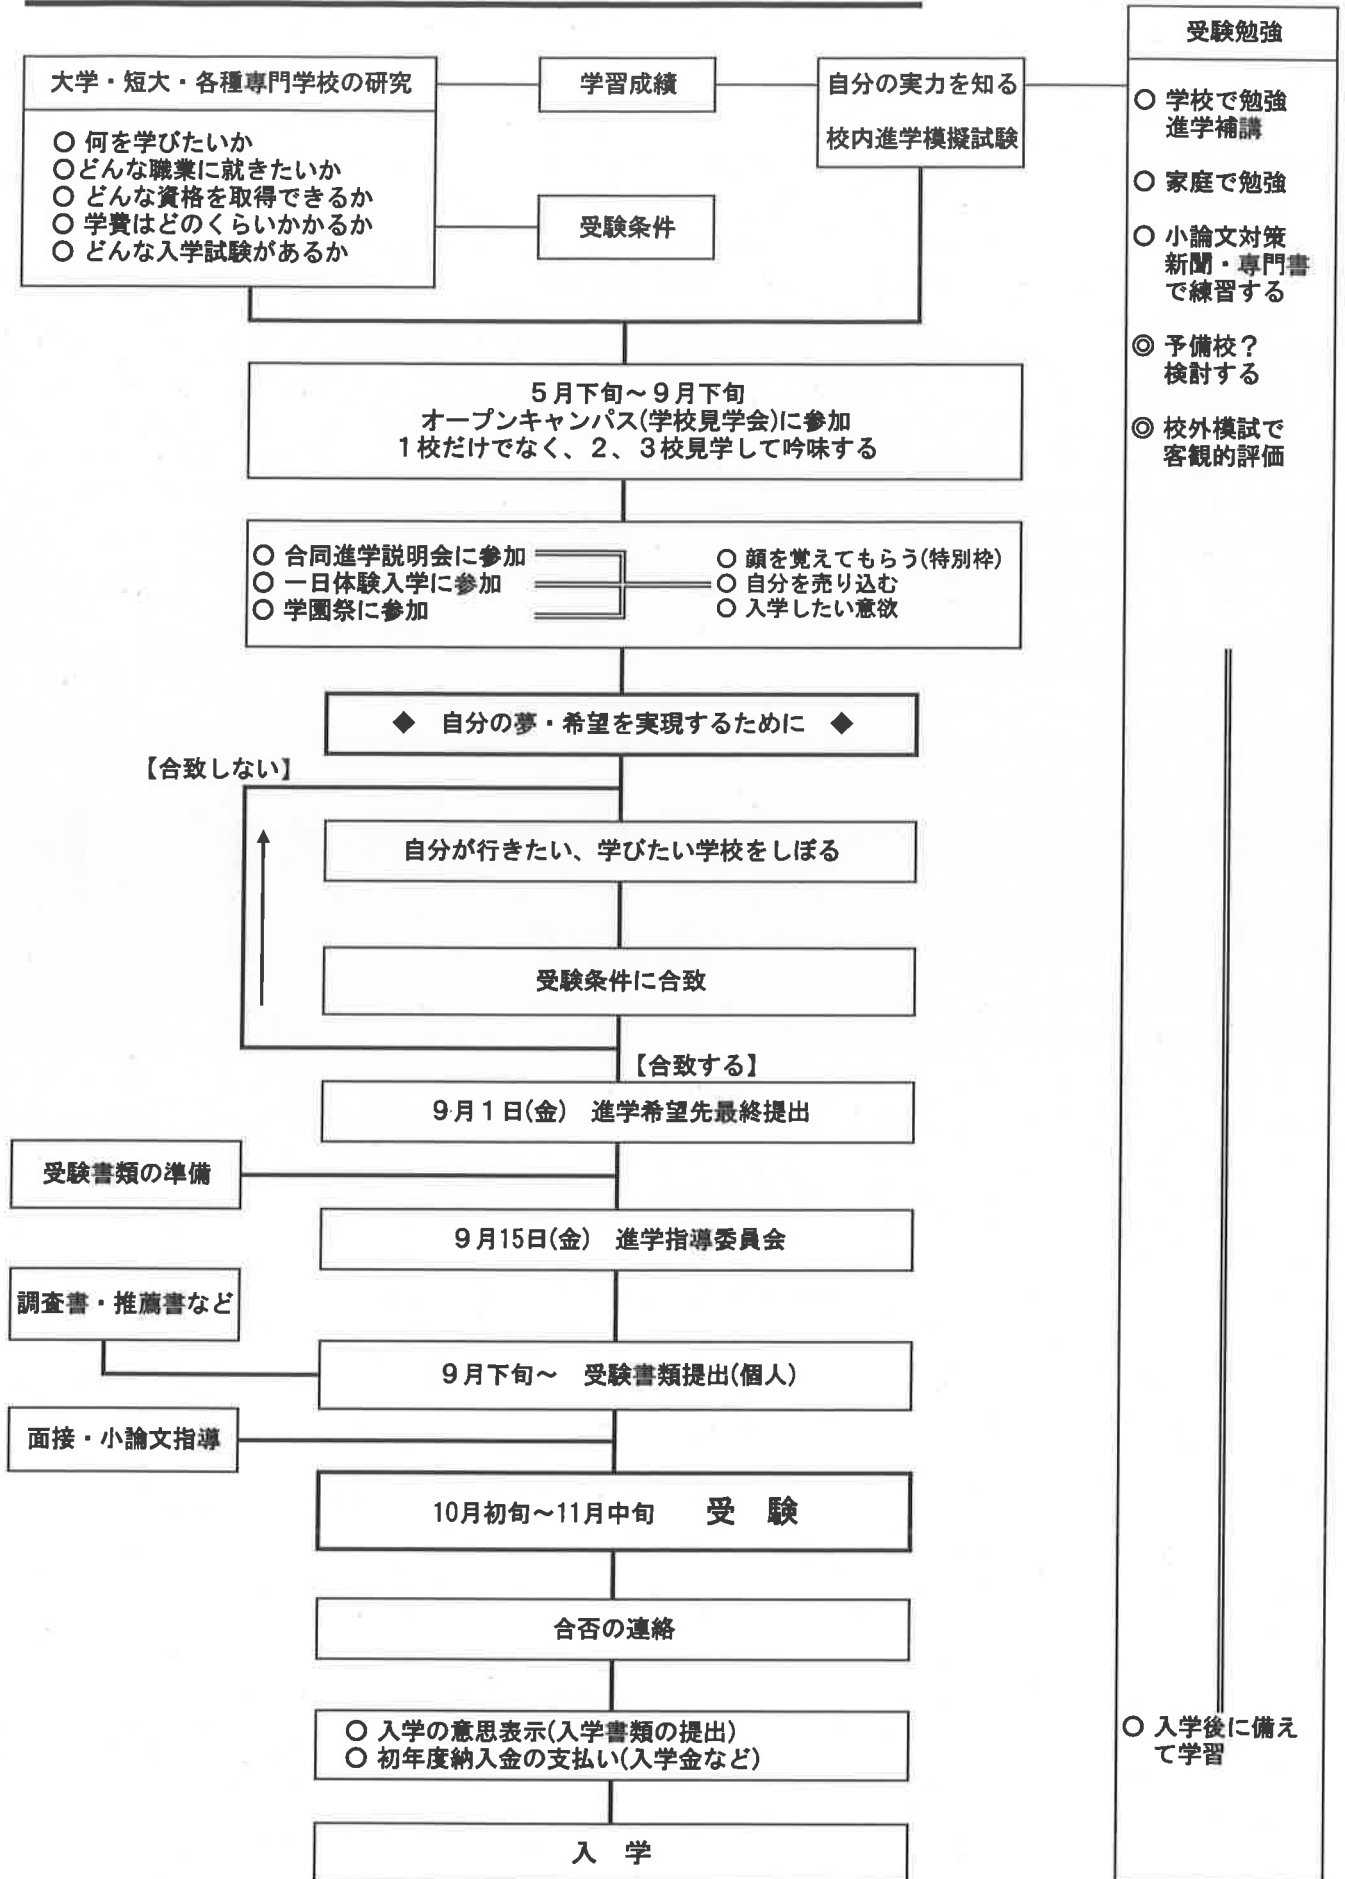 大学・短大・各種専門学校の研究
○ 何を学びたいか
○どんな職業に就きたいか
○ どんな資格を取得できるか
○ 学費はどのくらいかかるか
○ どんな入学試験があるか
学習成績
受験条件
自分の実力を知る
校内進学模擬試験
受験勉強
○ 学校で勉強
進学補講
○ 家庭で勉強
○ 小論文対策
新聞・専門書
で練習する
◎ 予備校?
検討する
◎ 校外模試で
客観的評価
5月下旬~9月下旬
オープンキャンパス(学校見学会)に参加
1校だけでなく、2、3校見学して吟味する
○ 合同進学説明会に参加
○ 一日体験入学に参加
○ 学園祭に参加
○ 顔を覚えてもらう(特別枠)
○ 自分を売り込む
○ 入学したい意欲
◆ 自分の夢・希望を実現するために ◆
【合致しない】
自分が行きたい、学びたい学校をしぼる
受験条件に合致
【合致する】
9月1日(金) 進学希望先最終提出
受験書類の準備
9月15日(金) 進学指導委員会
調査書・推薦書など
9月下旬~ 受験書類提出(個人)
面接・小論文指導
10月初旬~11月中旬 受 験
合否の連絡
○ 入学の意思表示(入学書類の提出)
○ 初年度納入金の支払い(入学金など)
○ 入学後に備え
て学習
入 学